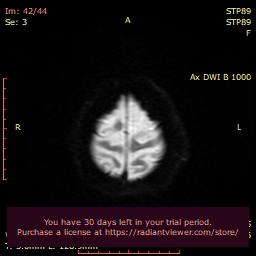 Im: 42/44
Se: 3
A
STP89
STP89
F
Ax DWI B 1000
R
L
You have 30 days left in your trial period.
Purchase a license at https://radiantviewer.com/store/